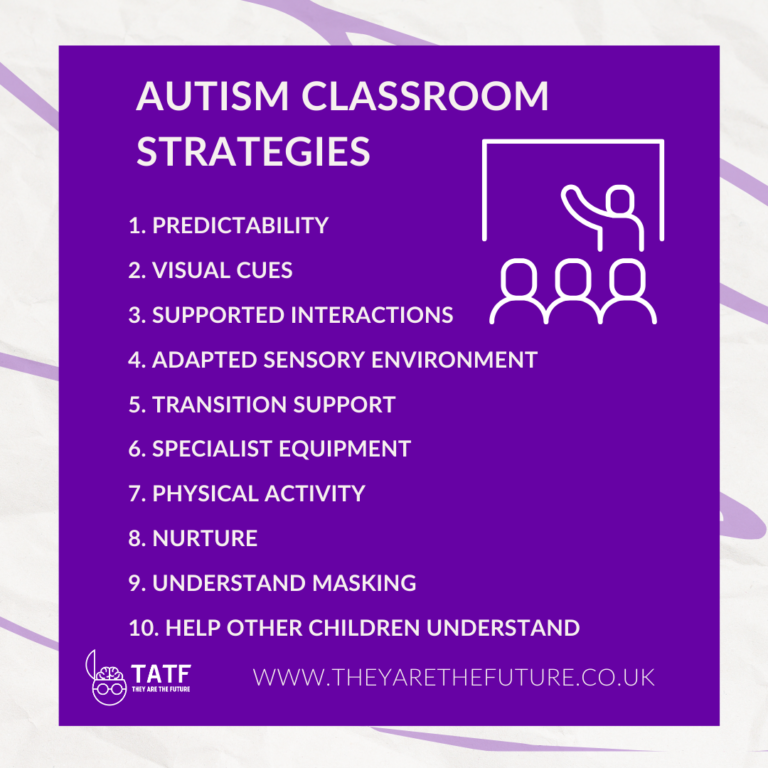 AUTISM CLASSROOM
STRATEGIES
1. PREDICTABILITY
2. VISUAL CUES
3. SUPPORTED INTERACTIONS
4. ADAPTED SENSORY ENVIRONMENT
5. TRANSITION SUPPORT
6. SPECIALIST EQUIPMENT
7. PHYSICAL ACTIVITY
8. NURTURE
9. UNDERSTAND MASKING
10. HELP OTHER CHILDREN UNDERSTAND
TATF
THEY ARE THE FUTURE
WWW.THEYARETHEFUTURE.CO.UK